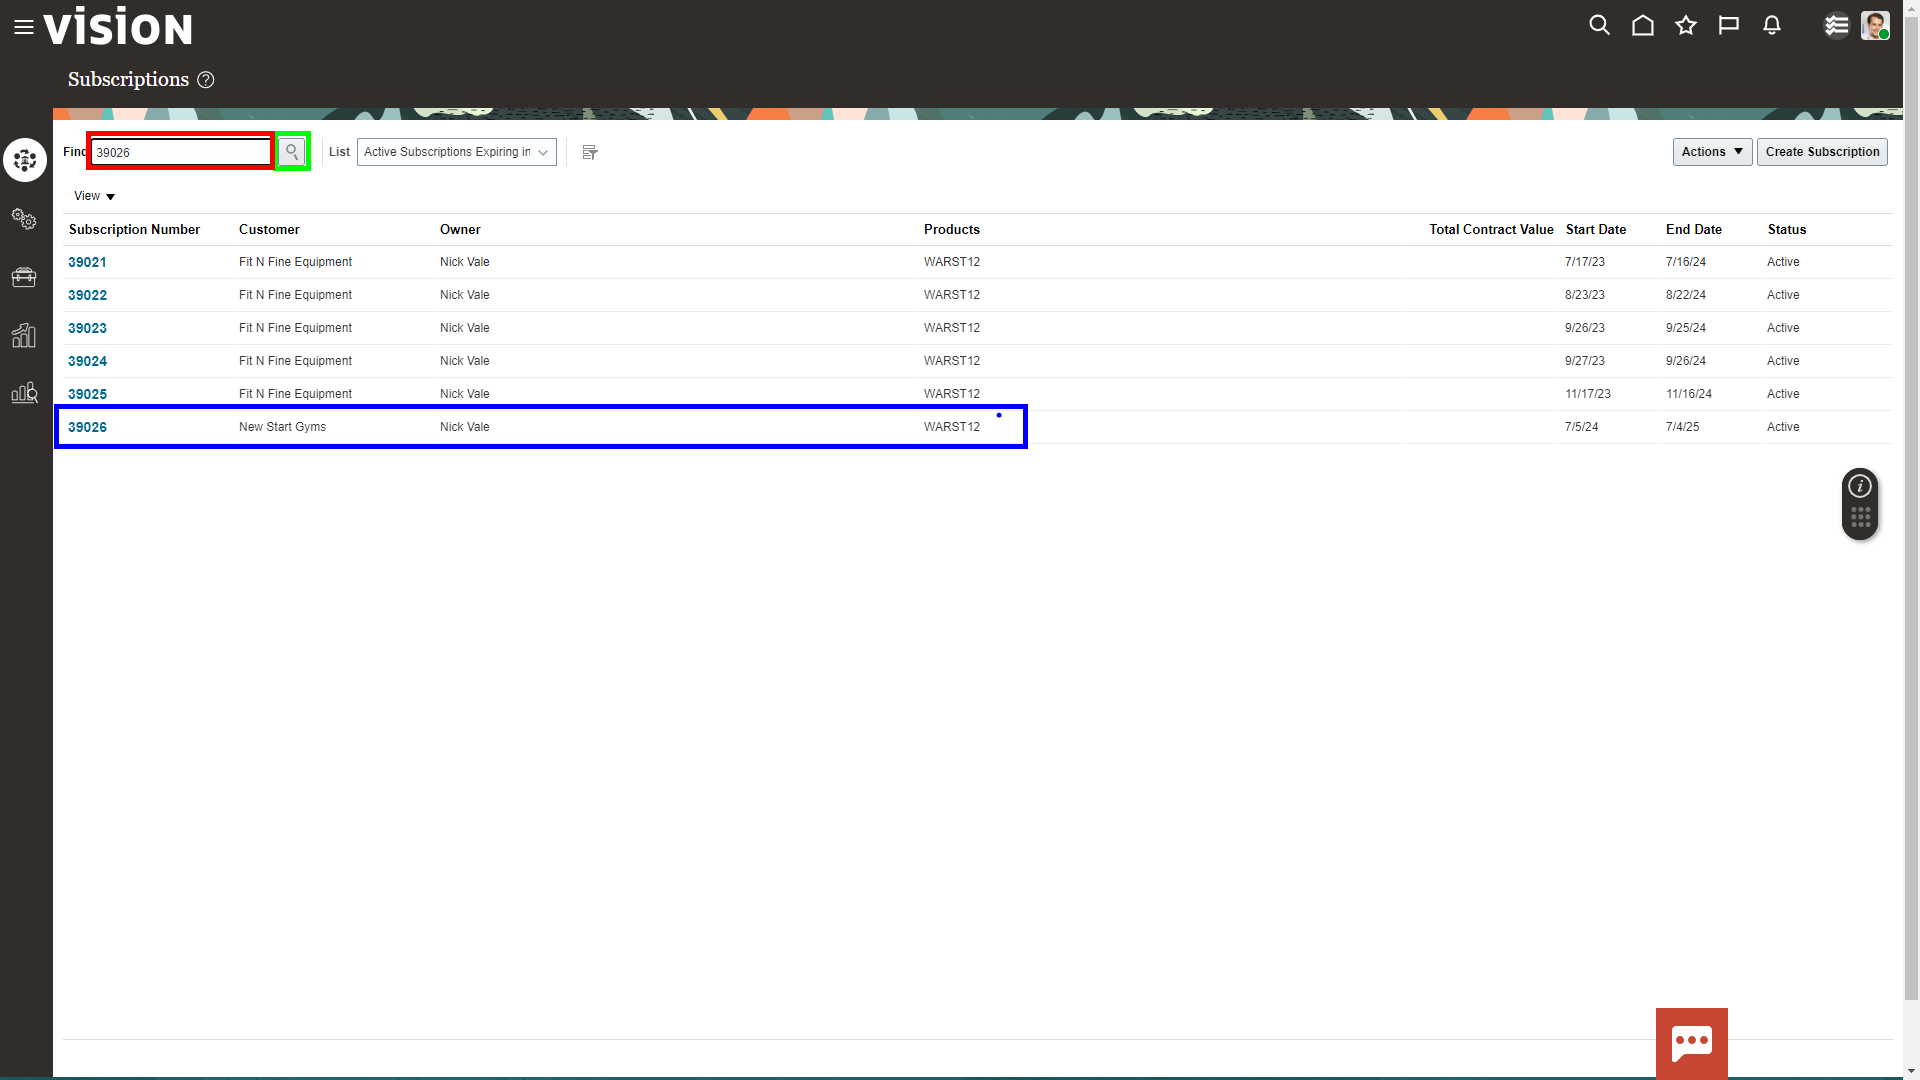 vision
Subscriptions
Find 39026 List Active Subscriptions Expiring in Actions Create Subscription
View
Subscription Number Customer Owner Products Total Contract Value Start Date End Date Status
39021 Fit N Fine Equipment Nick Vale WARST12 7/17/23 7/16/24 Active
39022 Fit N Fine Equipment Nick Vale WARST12 8/23/23 8/22/24 Active
39023 Fit N Fine Equipment Nick Vale WARST12 9/26/23 9/25/24 Active
39024 Fit N Fine Equipment Nick Vale WARST12 9/27/23 9/26/24 Active
39025 Fit N Fine Equipment Nick Vale WARST12 11/17/23 11/16/24 Active
39026 New Start Gyms Nick Vale WARST12 7/5/24 7/4/25 Active